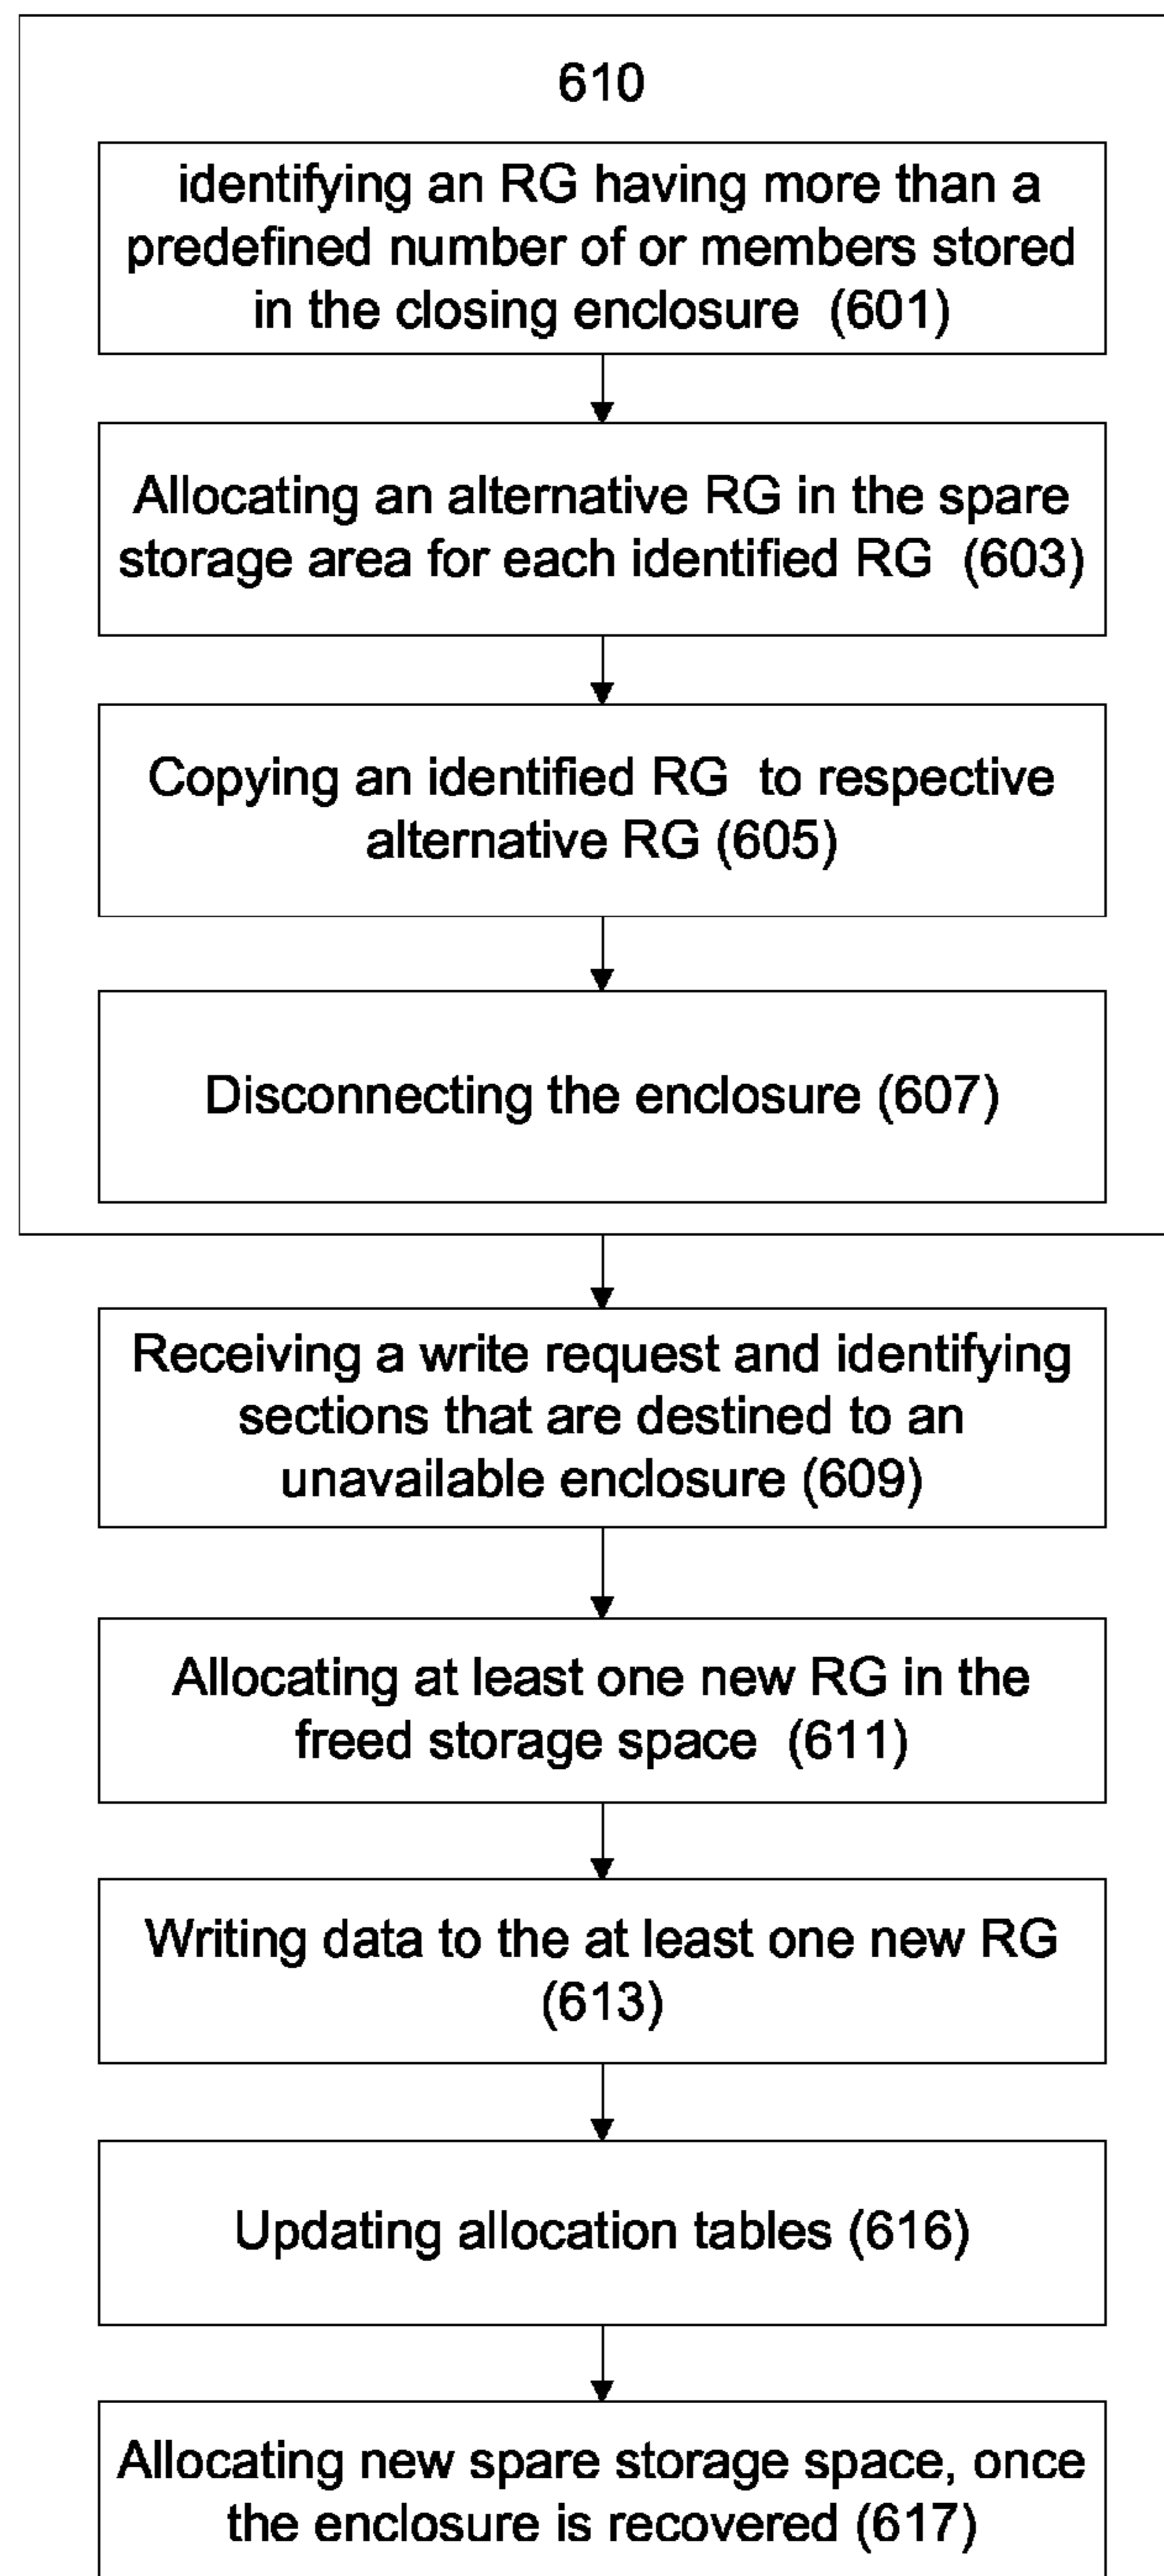 610
identifying an RG having more than a
predefined number of or members stored
in the closing enclosure (601)
Allocating an alternative RG in the spare
storage area for each identified RG (603)
Copying an identified RG to respective
alternative RG (605)
Disconnecting the enclosure (607)
Receiving a write request and identifying
sections that are destined to an
unavailable enclosure (609)
Allocating at least one new RG in the
freed storage space (611)
Writing data to the at least one new RG
(613)
Updating allocation tables (616)
Allocating new spare storage space, once
the enclosure is recovered (617)